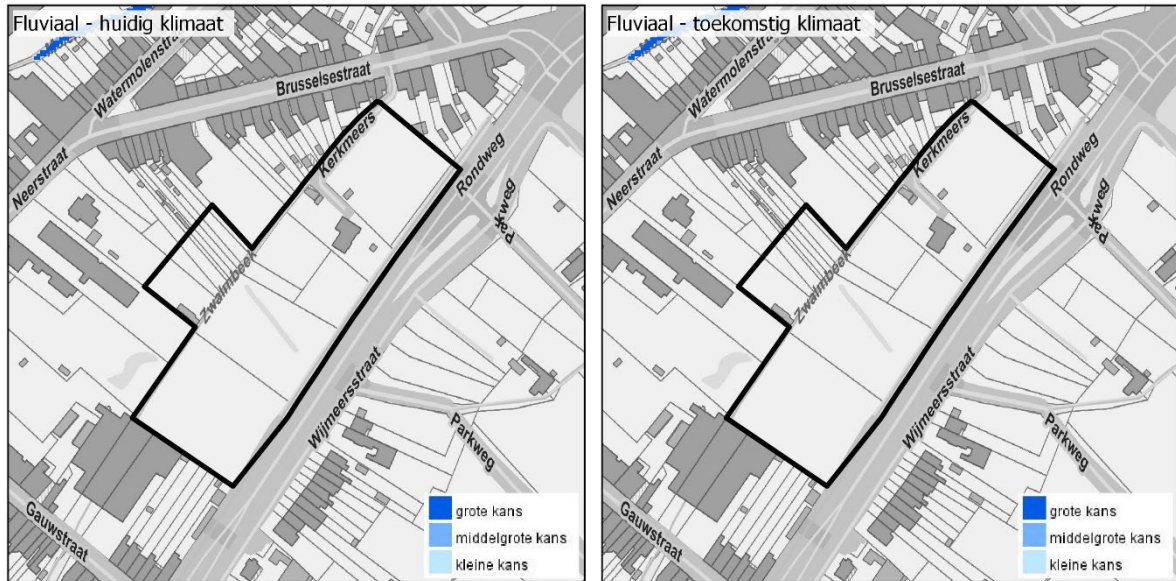 Fluviaal - huidig klimaat
Watermolenstraat
Brusselsestraat
Neerstraat
Kerkmeers
Rondweg
Parkweg
Zwalmbeek
Wijmeersstraat
Parkweg
Gauwstraat
grote kans
middelgrote kans
kleine kans
Fluviaal - toekomstig klimaat
Watermolenstraat
Brusselsestraat
Neerstraat
Kerkmeers
Rondweg
Parkweg
Zwalmbeek
Wijmeersstraat
Parkweg
Gauwstraat
grote kans
middelgrote kans
kleine kans